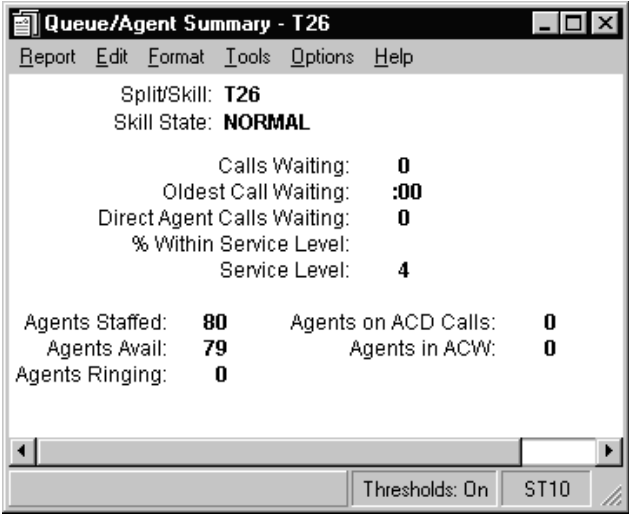 Queue/Agent Summary - T26
Report Edit Format Tools Options Help
Split/Skill: T26
Skill State: NORMAL
Calls Waiting: 0
Oldest Call Waiting: :00
Direct Agent Calls Waiting: 0
% Within Service Level:
Service Level: 4
Agents Staffed: 80 Agents on ACD Calls: 0
Agents Avail: 79 Agents in ACW: 0
Agents Ringing: 0
Thresholds: On ST10